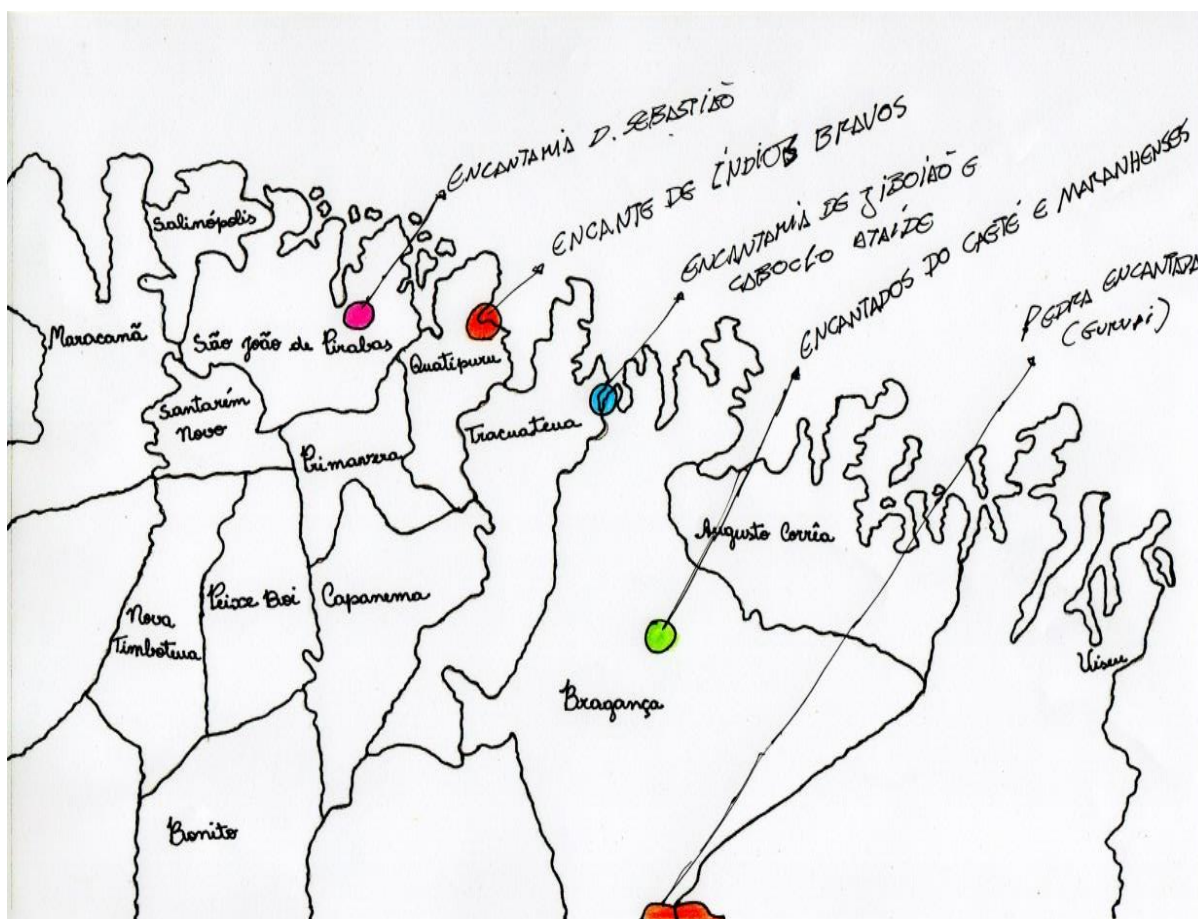 ENCANTARIA D. SEBASTIÃO
ENCANTE DE ÍNDIOS BRAVOS
ENCANTARIA DE JIBOIÃO E
CABOCLO ATAÍDE
ENCANTADOS DO CAETÉ E MARANHENSES
PEDRA ENCANTADA
(GURUPI)
Salinópolis
Maracanã
São João de Pirabas
Quatipuru
Santarém
Novo
Primavera
Tracuateua
Augusto Corrêa
Nova
Timboteua
Peixe Boi
Capanema
Viseu
Bragança
Bonito